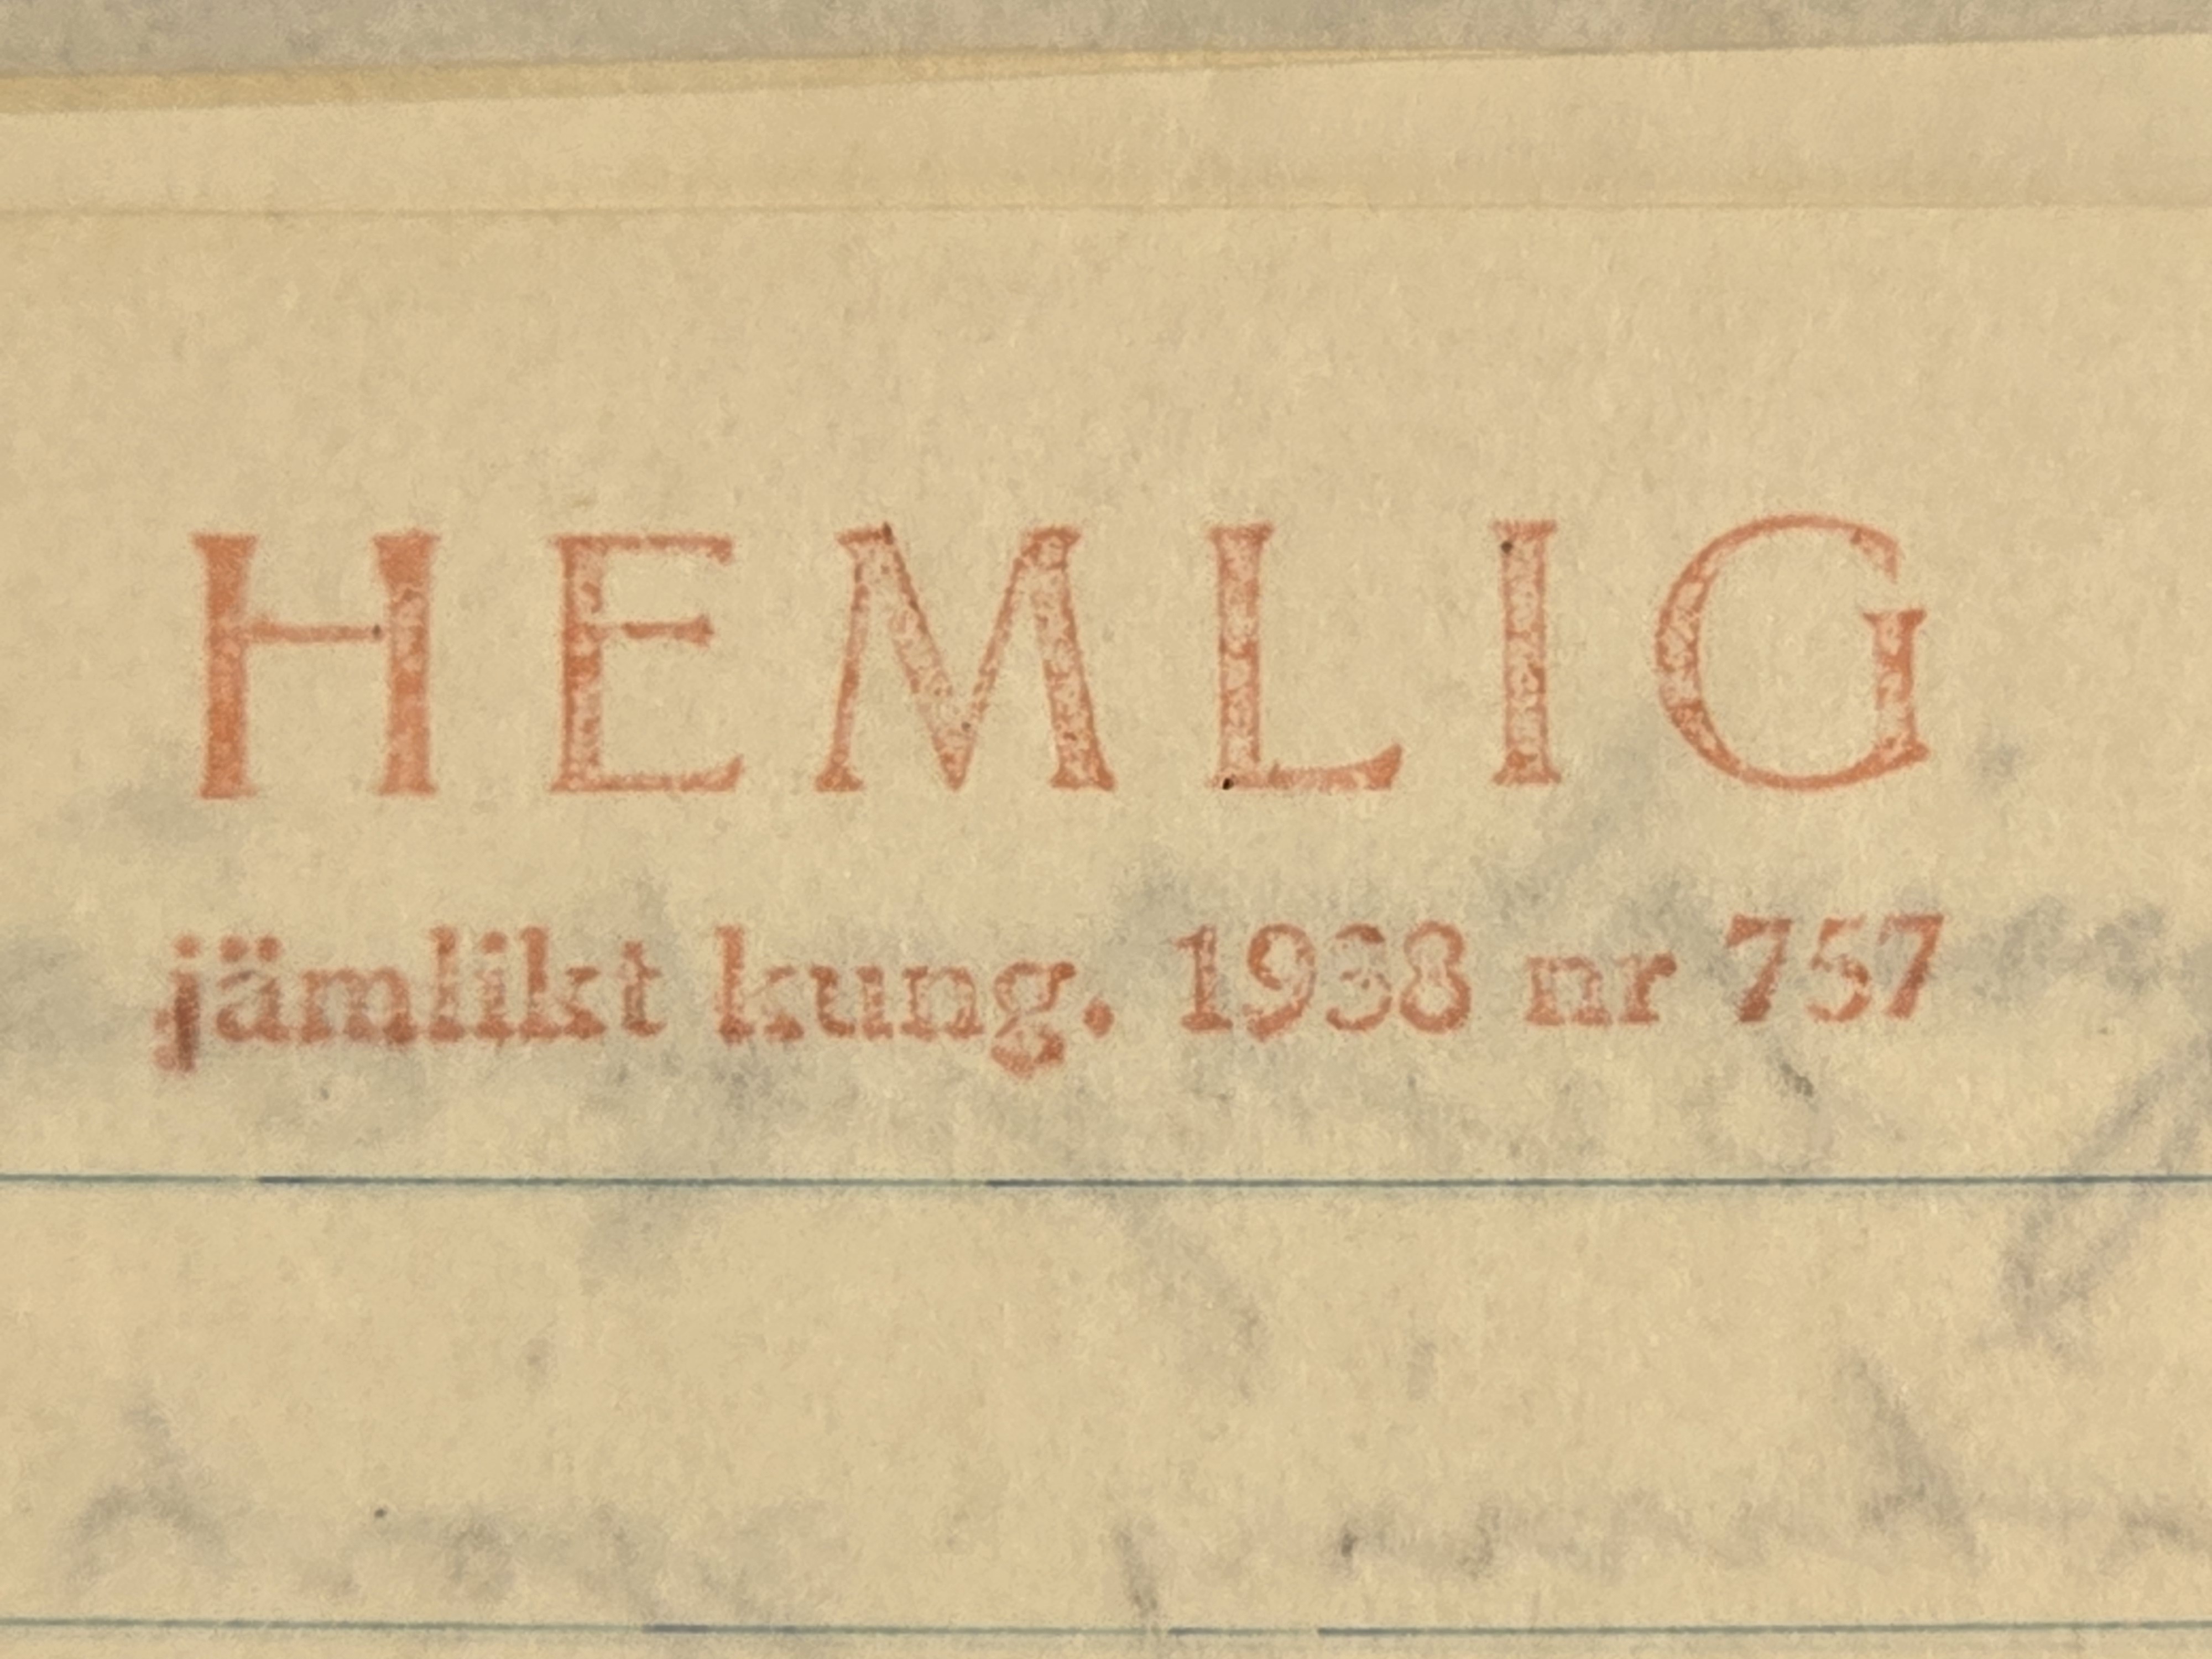 HEMLIG
jämlikt kung. 1938 nr 757